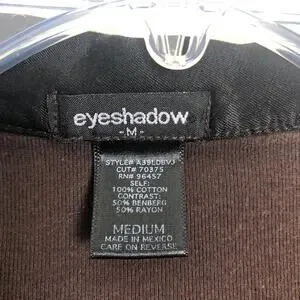 eyeshadow
- M -
STYLE# A39LDBVJ
CUT# 70375
RN# 96457
SELF:
100% COTTON
CONTRAST:
50% BENBERG
50% RAYON
MEDIUM
MADE IN MEXICO
CARE ON REVERSE